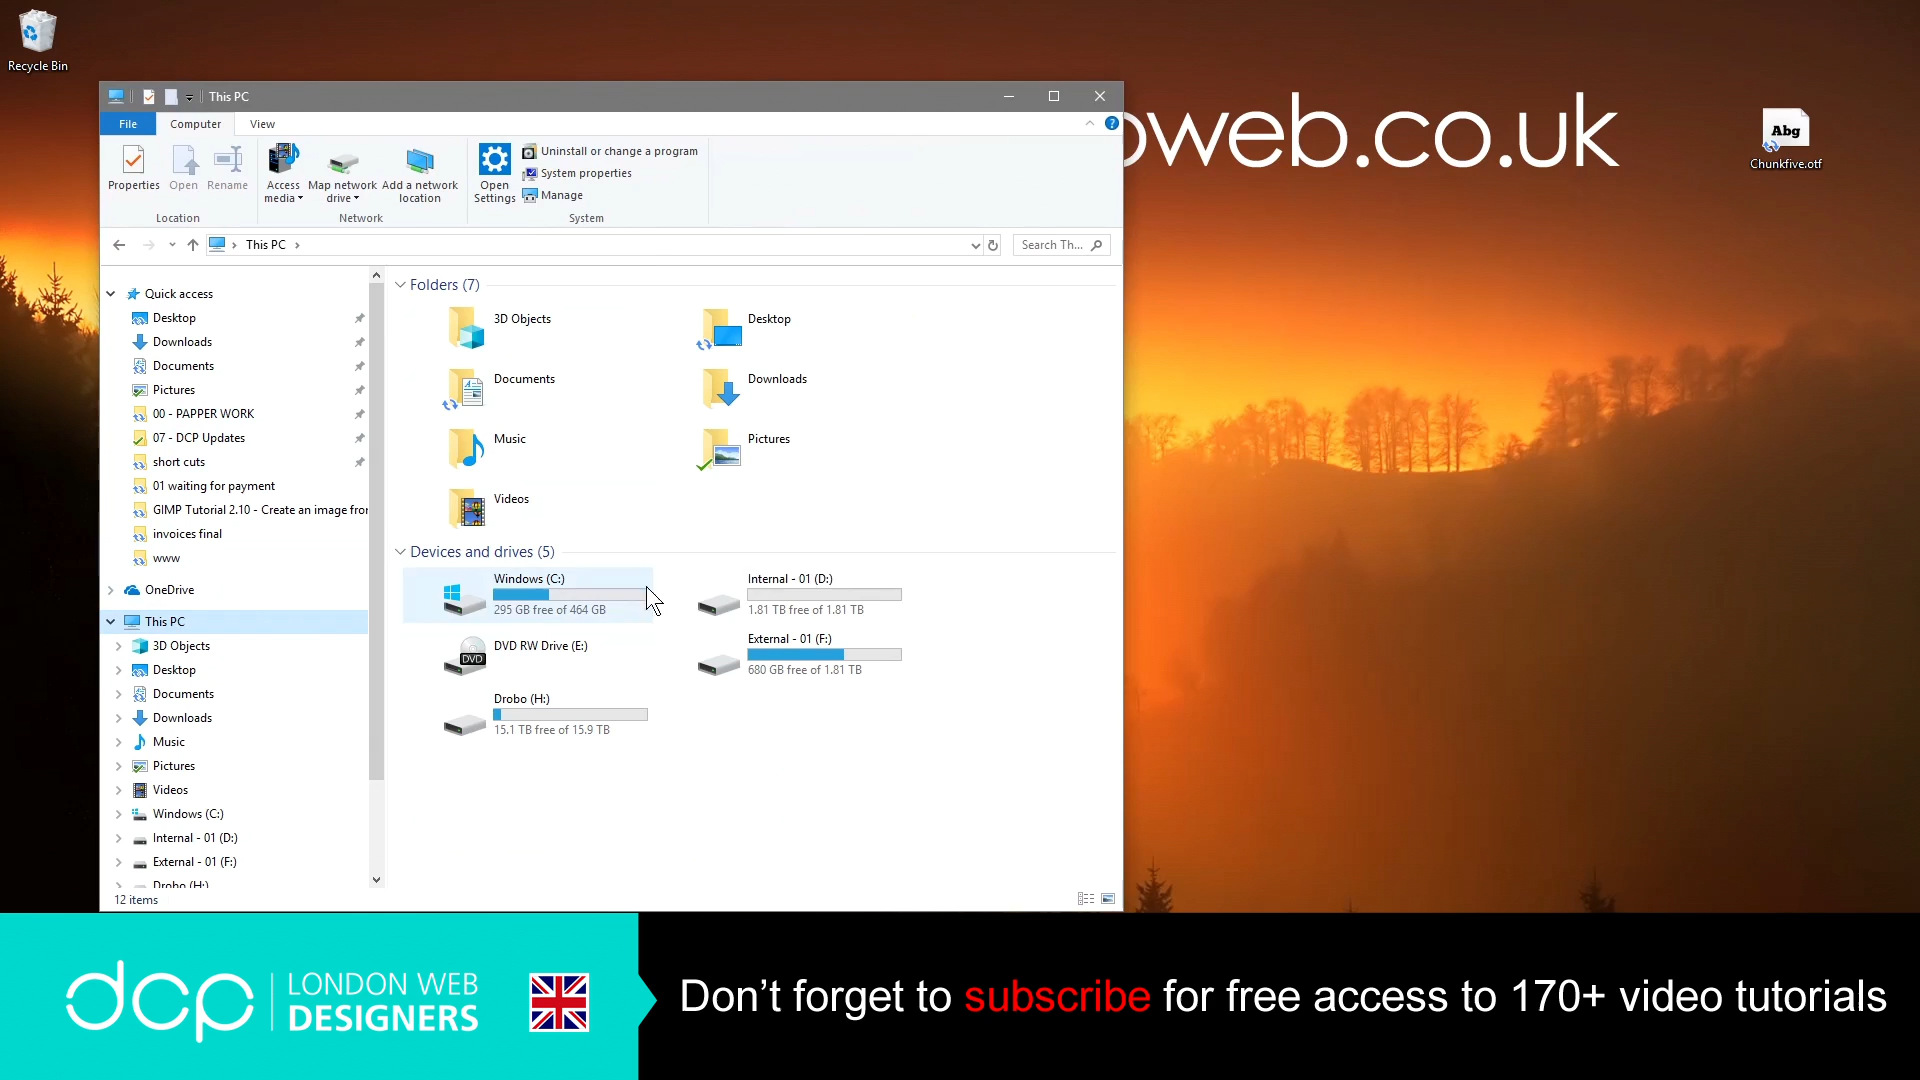 Recycle Bin
This PC
File
Computer
View
Properties
Open
Rename
Access media
Map network drive
Add a network location
Open Settings
Uninstall or change a program
System properties
Manage
Location
Network
System
This PC
Search Th...
Quick access
Desktop
Downloads
Documents
Pictures
00 - PAPPER WORK
07 - DCP Updates
short cuts
01 waiting for payment
GIMP Tutorial 2.10 - Create an image fro
invoices final
www
OneDrive
This PC
3D Objects
Desktop
Documents
Downloads
Music
Pictures
Videos
Windows (C:)
Internal - 01 (D:)
External - 01 (F:)
Drobo (H:)
12 items
Folders (7)
3D Objects
Desktop
Documents
Downloads
Music
Pictures
Videos
Devices and drives (5)
Windows (C:)
295 GB free of 464 GB
Internal - 01 (D:)
1.81 TB free of 1.81 TB
DVD RW Drive (E:)
DVD
External - 01 (F:)
680 GB free of 1.81 TB
Drobo (H:)
15.1 TB free of 15.9 TB
web.co.uk
Abg
Chunkfive.otf
dcp
LONDON WEB
DESIGNERS
Don't forget to subscribe for free access to 170+ video tutorials